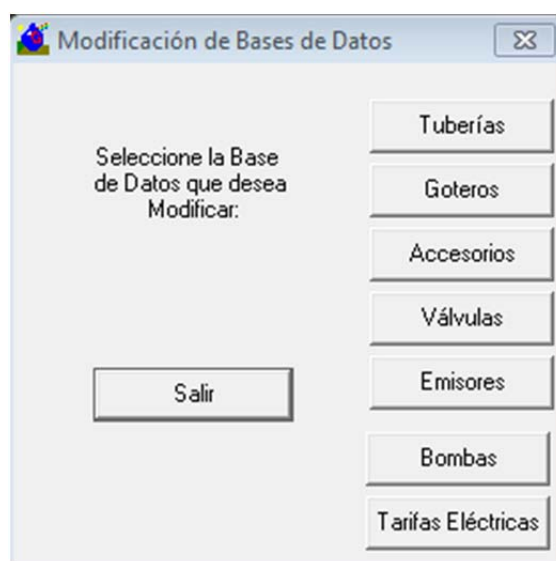 Modificación de Bases de Datos
Seleccione la Base
de Datos que desea
Modificar:
Salir
Tuberías
Goteros
Accesorios
Válvulas
Emisores
Bombas
Tarifas Eléctricas